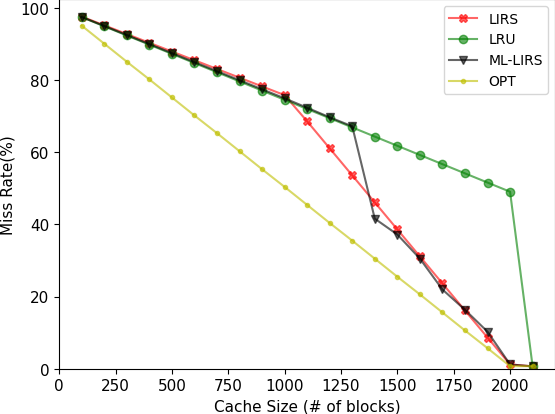 100
80
60
40
20
0
Miss Rate(%)
LIRS
LRU
ML-LIRS
OPT
0 250 500 750 1000 1250 1500 1750 2000
Cache Size (# of blocks)